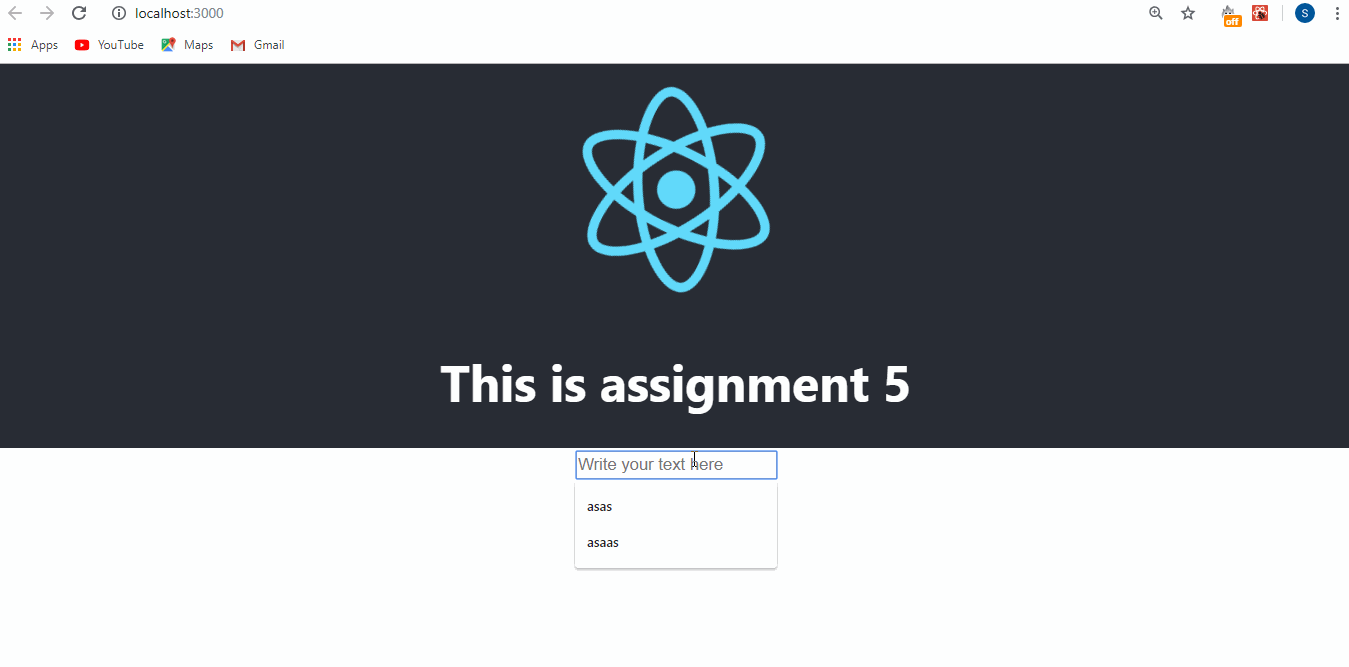 localhost:3000
off
S
Apps YouTube Maps Gmail
This is assignment 5
Write your text here
asas
asaas